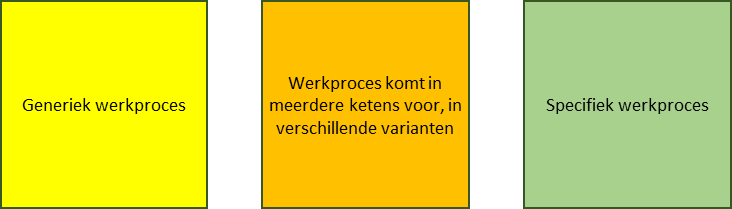 Generiek werkproces
Werkproces komt in
meerdere ketens voor, in
verschillende varianten
Specifiek werkproces